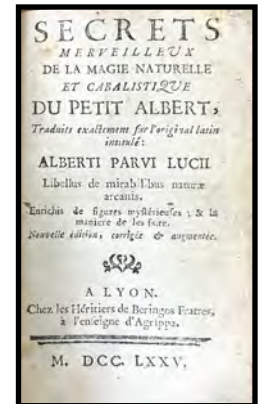 SECRETS
MERVEILLEUX
DE LA MAGIE NATURELLE
ET CABALISTIQUE
DU PETIT ALBERT,
Traduits exactement sur l'original latin
intitulé :
ALBERTI PARVI LUCII
Libellus de mirabilibus naturæ
arcanis.
Enrichis de figures mystérieuses ; & la
maniere de les faire.
Nouvelle édition, corrigée & augmentée.
A LYON.
Chez les Héritiers de Beringos Fratres,
à l'enseigne d'Agrippa.
M. DCC. LXXV.